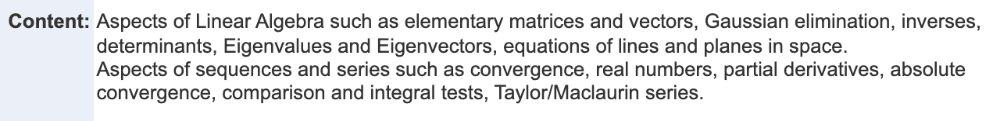 Content: Aspects of Linear Algebra such as elementary matrices and vectors, Gaussian elimination, inverses,
determinants, Eigenvalues and Eigenvectors, equations of lines and planes in space.
Aspects of sequences and series such as convergence, real numbers, partial derivatives, absolute
convergence, comparison and integral tests, Taylor/Maclaurin series.